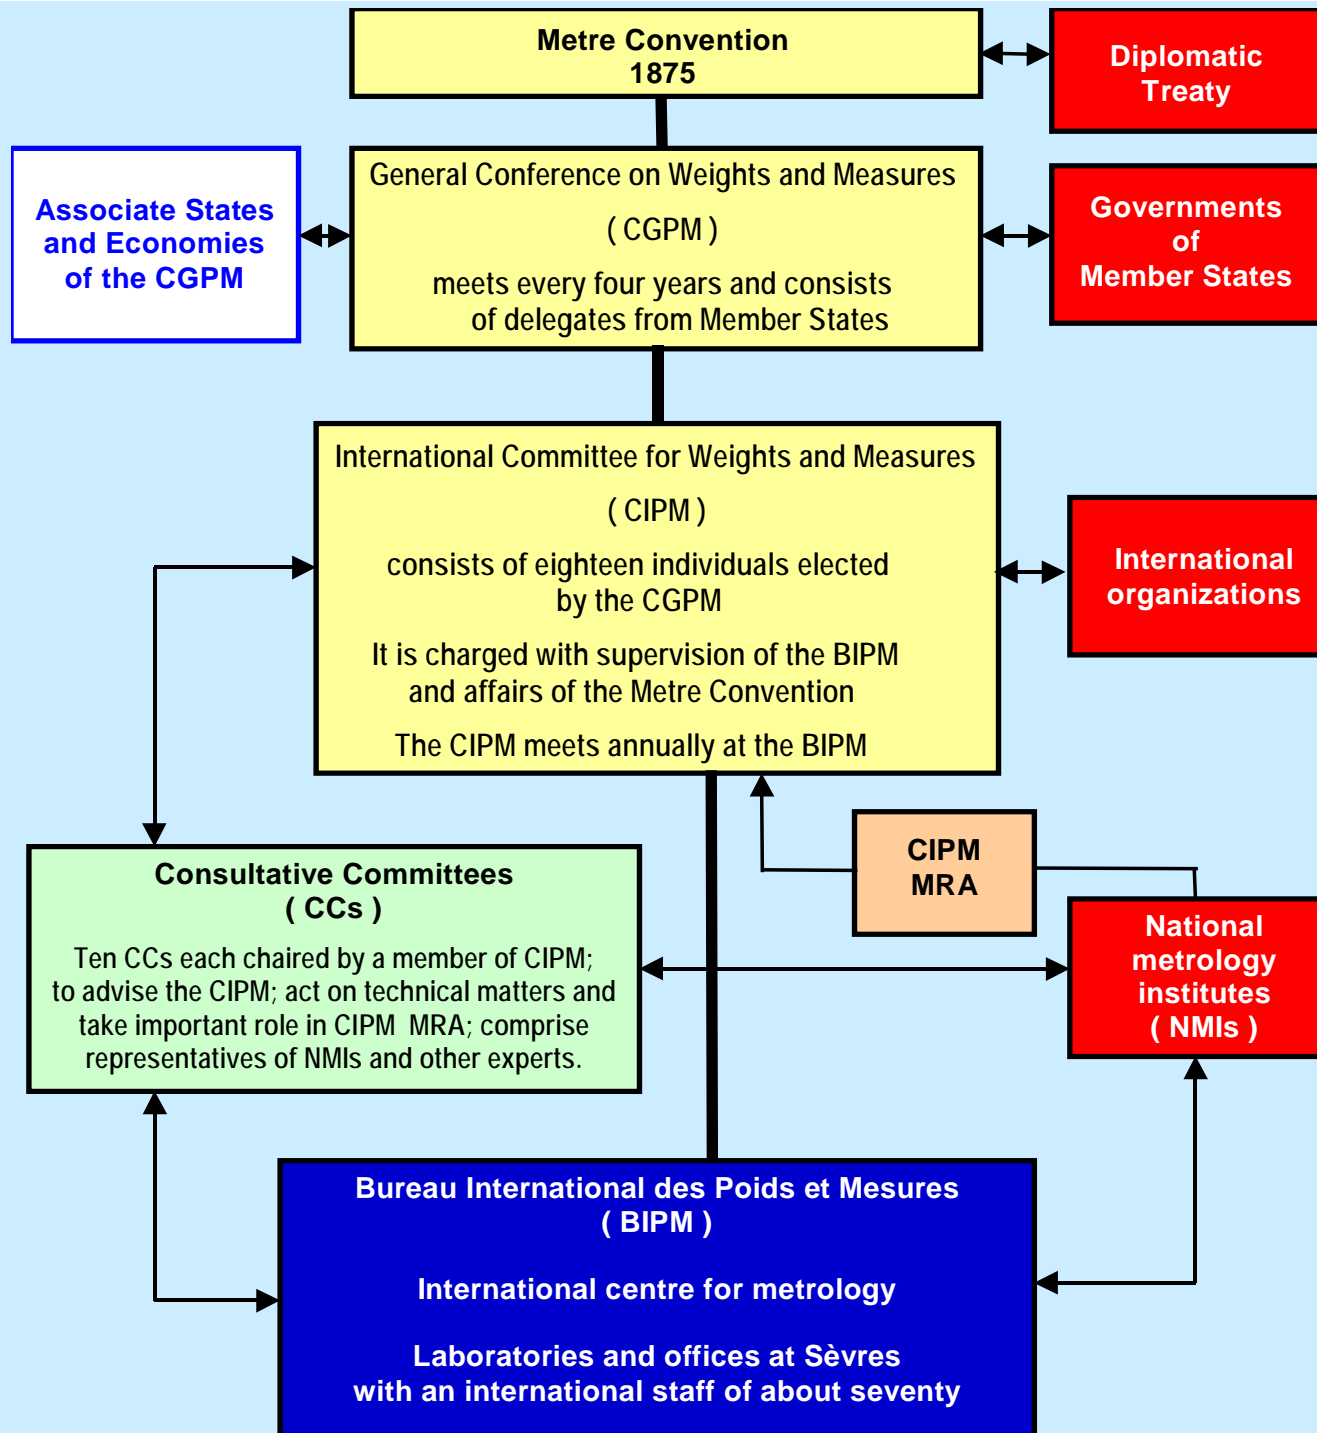 Metre Convention
1875
Diplomatic
Treaty
Associate States
and Economies
of the CGPM
General Conference on Weights and Measures
( CGPM )
meets every four years and consists
of delegates from Member States
Governments
of
Member States
International Committee for Weights and Measures
( CIPM )
consists of eighteen individuals elected
by the CGPM
It is charged with supervision of the BIPM
and affairs of the Metre Convention
The CIPM meets annually at the BIPM
International
organizations
CIPM
MRA
Consultative Committees
( CCs )
Ten CCs each chaired by a member of CIPM;
to advise the CIPM; act on technical matters and
take important role in CIPM MRA; comprise
representatives of NMIs and other experts.
National
metrology
institutes
( NMIs )
Bureau International des Poids et Mesures
( BIPM )
International centre for metrology
Laboratories and offices at Sèvres
with an international staff of about seventy